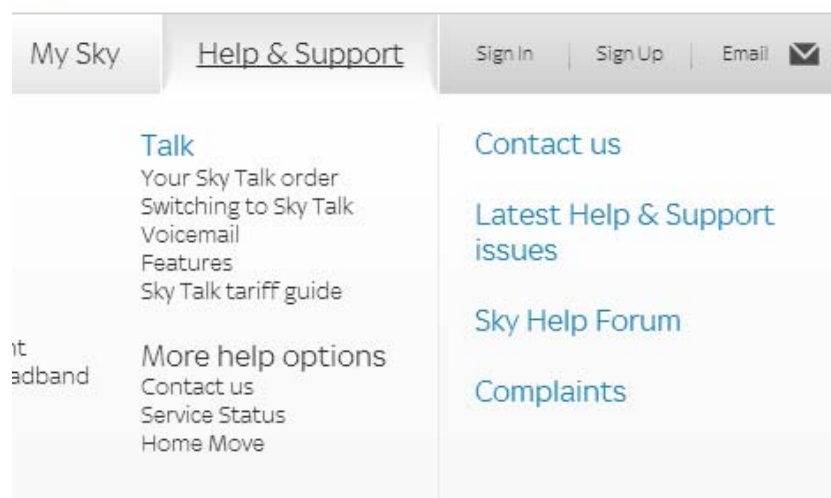 My Sky
Help & Support
Sign In
Sign Up
Email
Talk
Your Sky Talk order
Switching to Sky Talk
Voicemail
Features
Sky Talk tariff guide
More help options
Contact us
Service Status
Home Move
Contact us
Latest Help & Support
issues
Sky Help Forum
Complaints